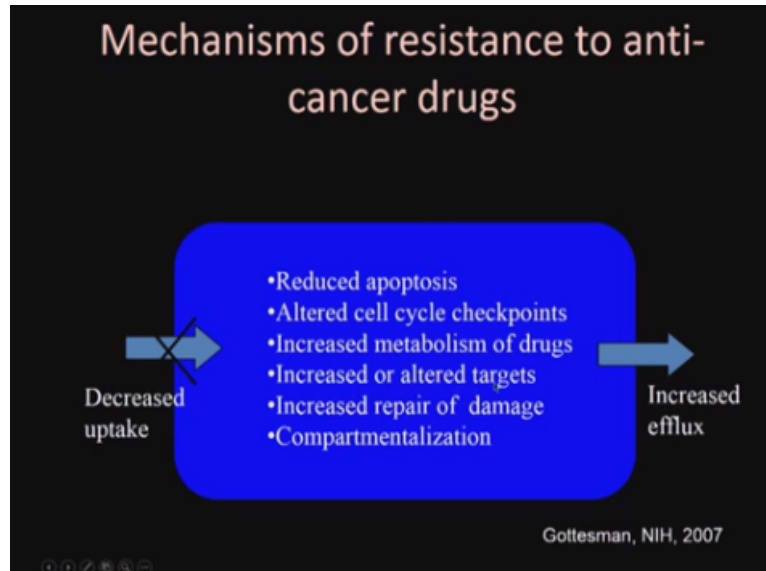 Mechanisms of resistance to anti-
cancer drugs
•Reduced apoptosis
•Altered cell cycle checkpoints
•Increased metabolism of drugs
•Increased or altered targets
•Increased repair of damage
•Compartmentalization
Decreased
uptake
Increased
efflux
Gottesman, NIH, 2007